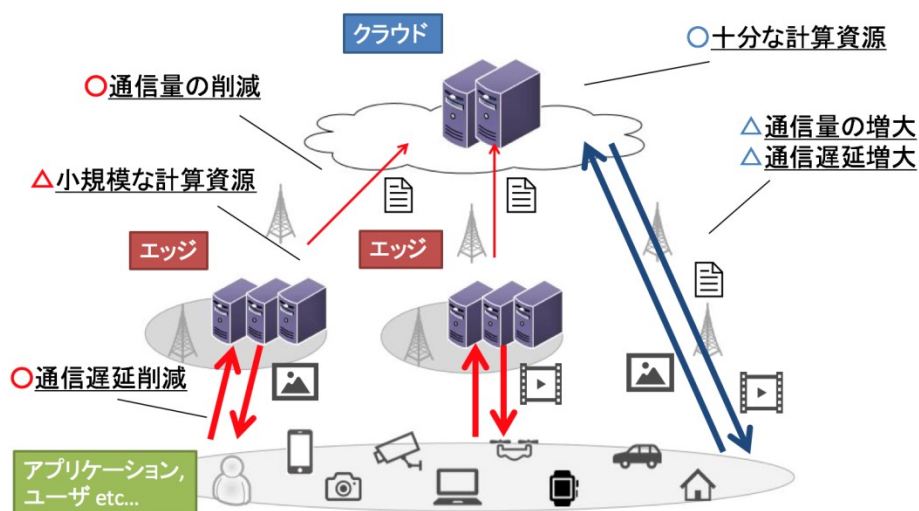 クラウド
○十分な計算資源
○通信量の削減
△通信量の増大
△通信遅延増大
△小規模な計算資源
エッジ
エッジ
○通信遅延削減
アプリケーション,
ユーザ etc...